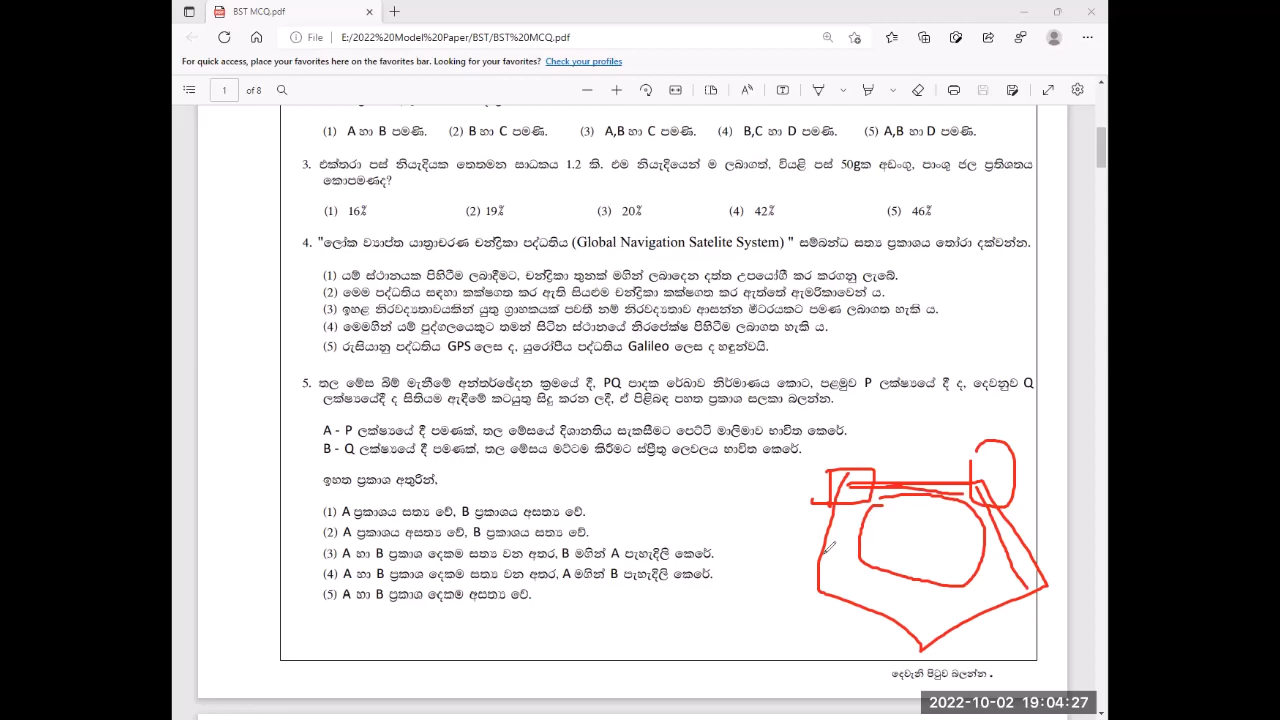 BST MCQ.pdf
File E:/2022%20Model%20Paper/BST/BST%20MCQ.pdf
For quick access, place your favorites here on the favorites bar. Looking for your favorites? Check your profiles
1 of 8
(1) A හා B පමණි. (2) B හා C පමණි. (3) A,B හා C පමණි. (4) B,C හා D පමණි. (5) A,B හා D පමණි.
3. එක්තරා පස් නියැදියක තෙතමන සාධකය 1.2 කි. එම නියැදියෙන් ම ලබාගත්, වියළි පස් 50gක අඩංගු, පාංශු ජල ප්‍රතිශතය
කොපමණද?
(1) 16% (2) 19% (3) 20% (4) 42% (5) 46%
4. "ලෝක ව්‍යාප්ත යාත්‍රාචරණ චන්ද්‍රිකා පද්ධතිය (Global Navigation Satelite System) " සම්බන්ධ සත්‍ය ප්‍රකාශය තෝරා දක්වන්න.
(1) යම් ස්ථානයක පිහිටීම ලබාදීමට, චන්ද්‍රිකා තුනක් මගින් ලබාදෙන දත්ත උපයෝගී කර කරගනු ලැබේ.
(2) මෙම පද්ධතිය සඳහා කක්ෂගත කර ඇති සියළුම චන්ද්‍රිකා කක්ෂගත කර ඇත්තේ ඇමරිකාවෙන් ය.
(3) ඉහළ නිරවද්‍යතාවයකින් යුතු ග්‍රාහකයක් පවතී නම් නිරවද්‍යතාව ආසන්න මීටරයකට පමණ ලබාගත හැකි ය.
(4) මෙමගින් යම් පුද්ගලයෙකුට තමන් සිටින ස්ථානයේ නිරපේක්ෂ පිහිටීම ලබාගත හැකි ය.
(5) රුසියානු පද්ධතිය GPS ලෙස ද, යුරෝපීය පද්ධතිය Galileo ලෙස ද හඳුන්වයි.
5. තල මේස බිම් මැනීමේ අන්තර්ඡේදන ක්‍රමයේ දී, PQ පාදක රේඛාව නිර්මාණය කොට, පළමුව P ලක්ෂ්‍යයේ දී ද, දෙවනුව Q
ලක්ෂ්‍යයේදී ද සිතියම ඇඳීමේ කටයුතු සිදු කරන ලදී, ඒ පිළිබඳ පහත ප්‍රකාශ සලකා බලන්න.
A - P ලක්ෂ්‍යයේ දී පමණක්, තල මේසයේ දිශානතිය සැකසීමට පෙට්ටි මාලිමාව භාවිත කෙරේ.
B - Q ලක්ෂ්‍යයේ දී පමණක්, තල මේසය මට්ටම් කිරීමට ස්ප්‍රීතු ලෙවලය භාවිත කෙරේ.
ඉහත ප්‍රකාශ අතුරින්,
(1) A ප්‍රකාශය සත්‍ය වේ, B ප්‍රකාශය අසත්‍ය වේ.
(2) A ප්‍රකාශය අසත්‍ය වේ, B ප්‍රකාශය සත්‍ය වේ.
(3) A හා B ප්‍රකාශ දෙකම සත්‍ය වන අතර, B මගින් A පැහැදිලි කෙරේ.
(4) A හා B ප්‍රකාශ දෙකම සත්‍ය වන අතර, A මගින් B පැහැදිලි කෙරේ.
(5) A හා B ප්‍රකාශ දෙකම අසත්‍ය වේ.
දෙවැනි පිටුව බලන්න .
2022-10-02 19:04:27